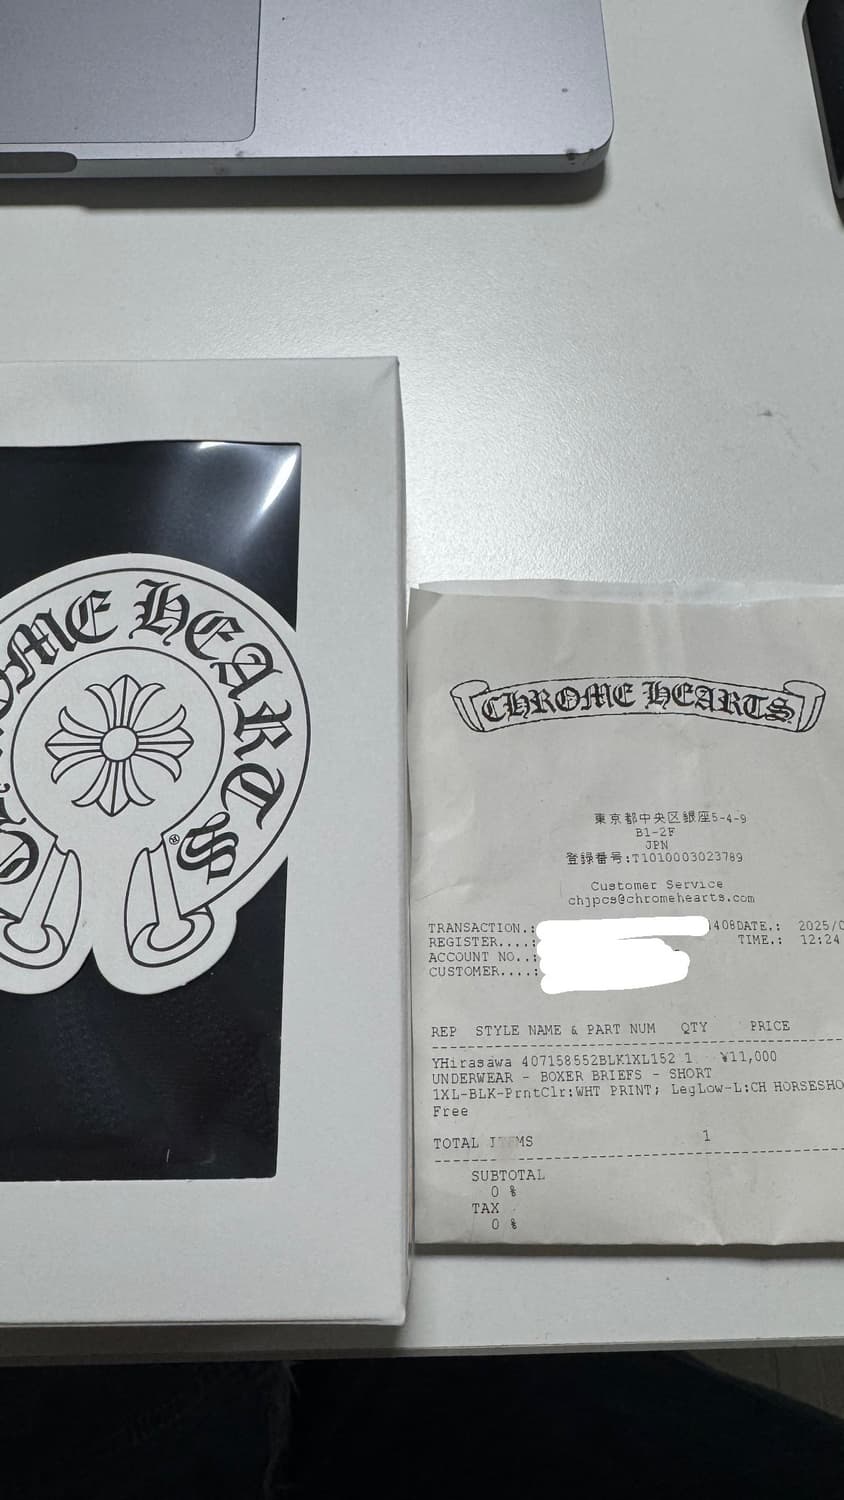 CHROME HEARTS
®
CHROME HEARTS
東京都中央区銀座5-4-9
B1-2F
JPN
登録番号:T1010003023789
Customer Service
chjpcs@chromehearts.com
TRANSACTION.: 1408DATE.: 2025/0
REGISTER....: TIME.: 12:24
ACCOUNT NO..:
CUSTOMER....:
REP STYLE NAME & PART NUM QTY PRICE
YHirasawa 407158552BLK1XL152 1 ¥11,000
UNDERWEAR - BOXER BRIEFS - SHORT
1XL-BLK-PrntClr:WHT PRINT; LegLow-L:CH HORSESHO
Free
TOTAL ITEMS 1
SUBTOTAL
0 %
TAX
0 %